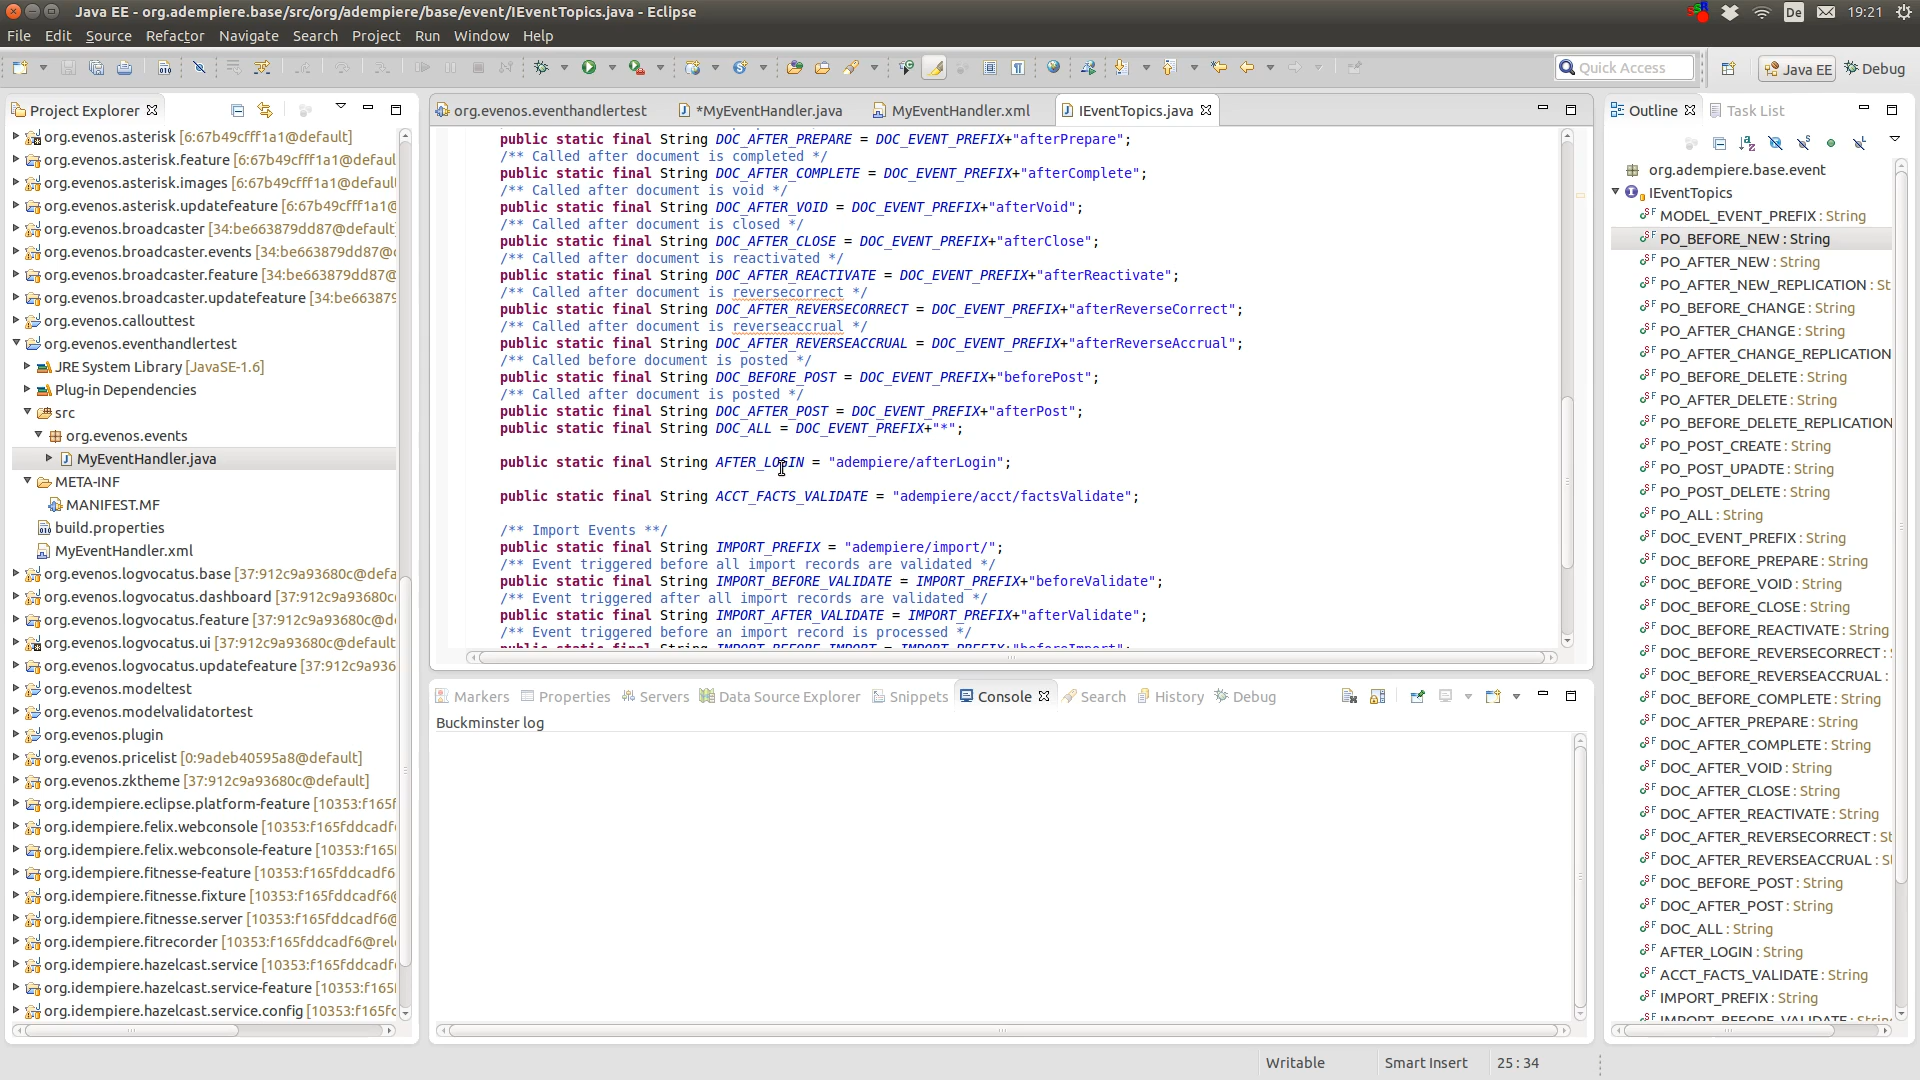 Java EE - org.adempiere.base/src/org/adempiere/base/event/IEventTopics.java - Eclipse
De
19:21
File Edit Source Refactor Navigate Search Project Run Window Help
Quick Access
Java EE
Debug
Project Explorer
org.evenos.asterisk [6:67b49cfff1a1@default]
org.evenos.asterisk.feature [6:67b49cfff1a1@defaul
org.evenos.asterisk.images [6:67b49cfff1a1@defaul
org.evenos.asterisk.updatefeature [6:67b49cfff1a1@
org.evenos.broadcaster [34:be663879dd87@default
org.evenos.broadcaster.events [34:be663879dd87@
org.evenos.broadcaster.feature [34:be663879dd87@
org.evenos.broadcaster.updatefeature [34:be66387
org.evenos.callouttest
org.evenos.eventhandlertest
JRE System Library [JavaSE-1.6]
Plug-in Dependencies
src
org.evenos.events
MyEventHandler.java
META-INF
MANIFEST.MF
build.properties
MyEventHandler.xml
org.evenos.logvocatus.base [37:912c9a93680c@defa
org.evenos.logvocatus.dashboard [37:912c9a93680c
org.evenos.logvocatus.feature [37:912c9a93680c@d
org.evenos.logvocatus.ui [37:912c9a93680c@default
org.evenos.logvocatus.updatefeature [37:912c9a936
org.evenos.modeltest
org.evenos.modelvalidatortest
org.evenos.plugin
org.evenos.pricelist [0:9adeb40595a8@default]
org.evenos.zktheme [37:912c9a93680c@default]
org.idempiere.eclipse.platform-feature [10353:f165f
org.idempiere.felix.webconsole [10353:f165fddcadf
org.idempiere.felix.webconsole-feature [10353:f165
org.idempiere.fitnesse-feature [10353:f165fddcadf6
org.idempiere.fitnesse.fixture [10353:f165fddcadf6@
org.idempiere.fitnesse.server [10353:f165fddcadf6@
org.idempiere.fitrecorder [10353:f165fddcadf6@rel
org.idempiere.hazelcast.service [10353:f165fddcadf
org.idempiere.hazelcast.service-feature [10353:f165
org.idempiere.hazelcast.service.config [10353:f165f
org.evenos.eventhandlertest
*MyEventHandler.java
MyEventHandler.xml
IEventTopics.java
public static final String DOC_AFTER_PREPARE = DOC_EVENT_PREFIX+"afterPrepare";
/** Called after document is completed */
public static final String DOC_AFTER_COMPLETE = DOC_EVENT_PREFIX+"afterComplete";
/** Called after document is void */
public static final String DOC_AFTER_VOID = DOC_EVENT_PREFIX+"afterVoid";
/** Called after document is closed */
public static final String DOC_AFTER_CLOSE = DOC_EVENT_PREFIX+"afterClose";
/** Called after document is reactivated */
public static final String DOC_AFTER_REACTIVATE = DOC_EVENT_PREFIX+"afterReactivate";
/** Called after document is reversecorrect */
public static final String DOC_AFTER_REVERSECORRECT = DOC_EVENT_PREFIX+"afterReverseCorrect";
/** Called after document is reverseaccrual */
public static final String DOC_AFTER_REVERSEACCRUAL = DOC_EVENT_PREFIX+"afterReverseAccrual";
/** Called before document is posted */
public static final String DOC_BEFORE_POST = DOC_EVENT_PREFIX+"beforePost";
/** Called after document is posted */
public static final String DOC_AFTER_POST = DOC_EVENT_PREFIX+"afterPost";
public static final String DOC_ALL = DOC_EVENT_PREFIX+"*";
public static final String AFTER_LOGIN = "adempiere/afterLogin";
public static final String ACCT_FACTS_VALIDATE = "adempiere/acct/factsValidate";
/** Import Events **/
public static final String IMPORT_PREFIX = "adempiere/import/";
/** Event triggered before all import records are validated */
public static final String IMPORT_BEFORE_VALIDATE = IMPORT_PREFIX+"beforeValidate";
/** Event triggered after all import records are validated */
public static final String IMPORT_AFTER_VALIDATE = IMPORT_PREFIX+"afterValidate";
/** Event triggered before an import record is processed */
public static final String IMPORT_BEFORE_IMPORT = IMPORT_PREFIX+"beforeImport";
Markers Properties Servers Data Source Explorer Snippets Console Search History Debug
Buckminster log
Outline
Task List
org.adempiere.base.event
IEventTopics
MODEL_EVENT_PREFIX : String
PO_BEFORE_NEW : String
PO_AFTER_NEW : String
PO_AFTER_NEW_REPLICATION : St
PO_BEFORE_CHANGE : String
PO_AFTER_CHANGE : String
PO_AFTER_CHANGE_REPLICATION
PO_BEFORE_DELETE : String
PO_AFTER_DELETE : String
PO_BEFORE_DELETE_REPLICATION
PO_POST_CREATE : String
PO_POST_UPADTE : String
PO_POST_DELETE : String
PO_ALL : String
DOC_EVENT_PREFIX : String
DOC_BEFORE_PREPARE : String
DOC_BEFORE_VOID : String
DOC_BEFORE_CLOSE : String
DOC_BEFORE_REACTIVATE : String
DOC_BEFORE_REVERSECORRECT :
DOC_BEFORE_REVERSEACCRUAL :
DOC_BEFORE_COMPLETE : String
DOC_AFTER_PREPARE : String
DOC_AFTER_COMPLETE : String
DOC_AFTER_VOID : String
DOC_AFTER_CLOSE : String
DOC_AFTER_REACTIVATE : String
DOC_AFTER_REVERSECORRECT : St
DOC_AFTER_REVERSEACCRUAL : S
DOC_BEFORE_POST : String
DOC_AFTER_POST : String
DOC_ALL : String
AFTER_LOGIN : String
ACCT_FACTS_VALIDATE : String
IMPORT_PREFIX : String
IMPORT_BEFORE_VALIDATE : Strin
Writable
Smart Insert
25 : 34